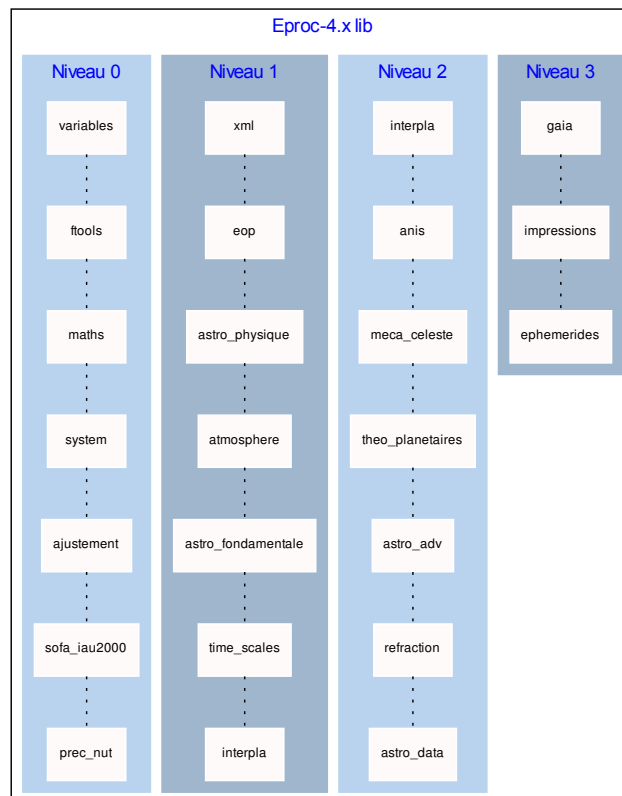 Eproc-4.x lib
Niveau 0
variables
ftools
maths
system
ajustement
sofa_iau2000
prec_nut
Niveau 1
xml
eop
astro_physique
atmosphere
astro_fondamentale
time_scales
interpla
Niveau 2
interpla
anis
meca_celeste
theo_planetaires
astro_adv
refraction
astro_data
Niveau 3
gaia
impressions
ephemerides